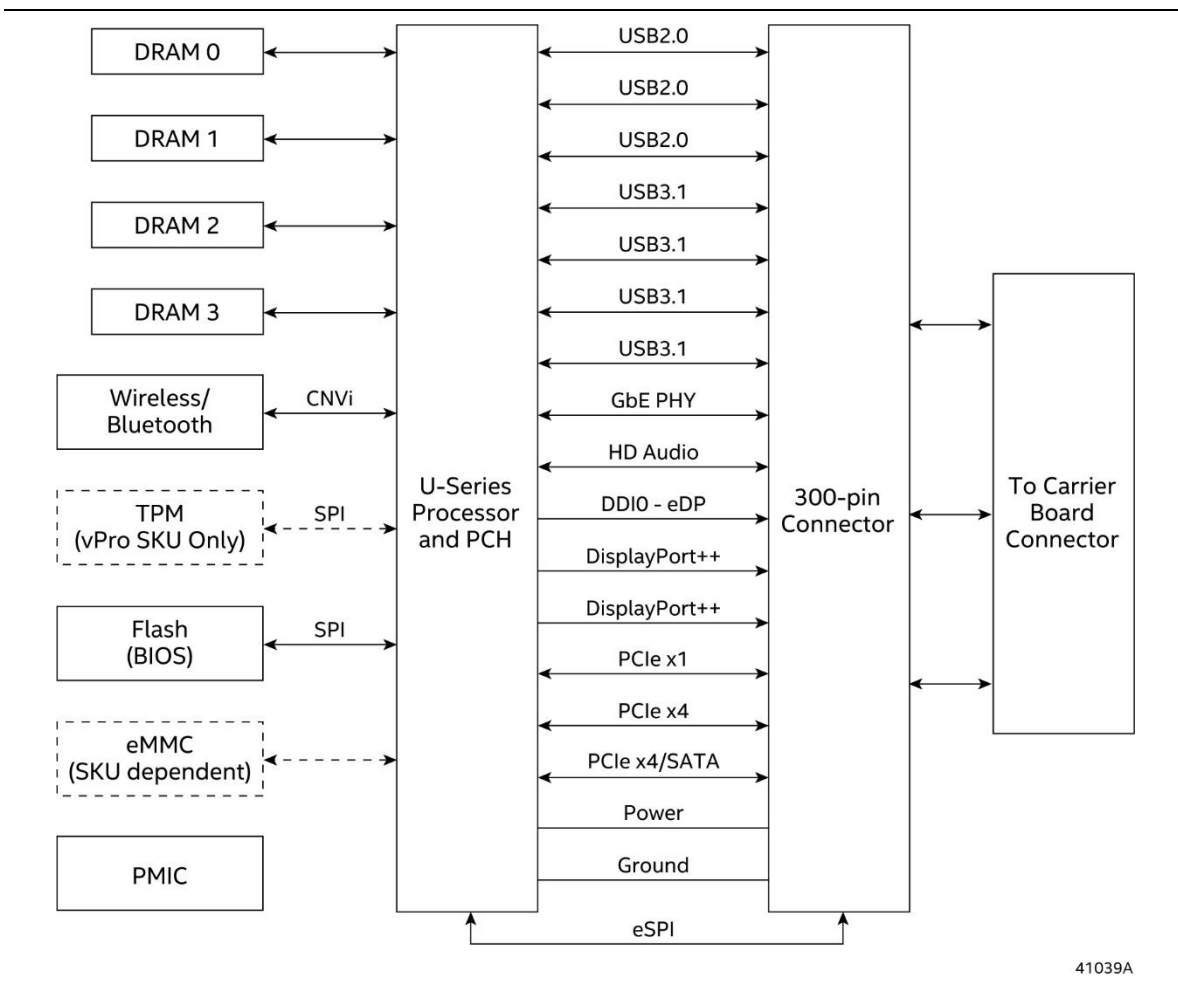 DRAM 0
DRAM 1
DRAM 2
DRAM 3
Wireless/
Bluetooth
CNVi
TPM
(vPro SKU Only)
SPI
Flash
(BIOS)
SPI
eMMC
(SKU dependent)
PMIC
U-Series
Processor
and PCH
USB2.0
USB2.0
USB2.0
USB3.1
USB3.1
USB3.1
USB3.1
GbE PHY
HD Audio
DDI0 - eDP
DisplayPort++
DisplayPort++
PCIe x1
PCIe x4
PCIe x4/SATA
Power
Ground
eSPI
300-pin
Connector
To Carrier
Board
Connector
41039A